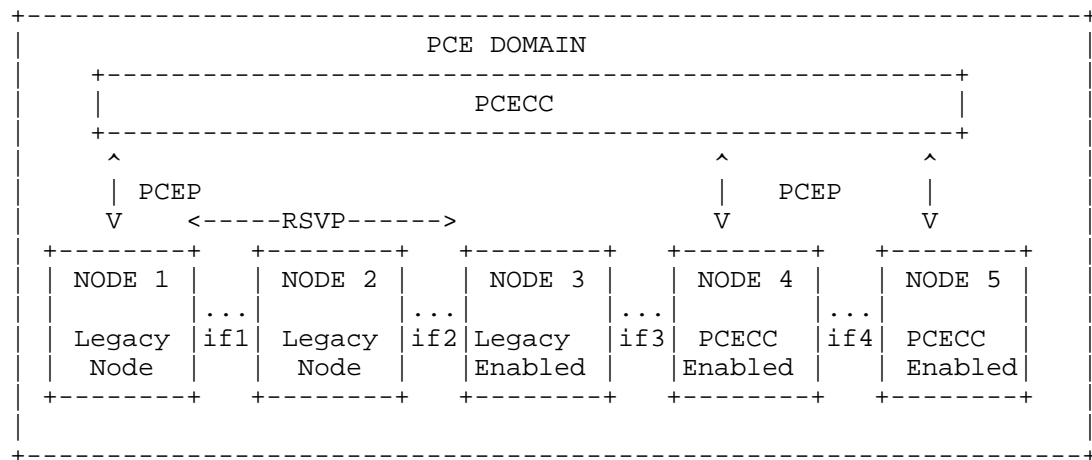 +------------------------------------------------------------------+
|                         PCE DOMAIN                               |
|    +-----------------------------------------------------+       |
|    |                       PCECC                         |       |
|    +-----------------------------------------------------+       |
|     ^                                     ^            ^         |
|     | PCEP                                |   PCEP     |         |
|     V    <-----RSVP------>                V            V         |
| +--------+   +--------+   +--------+   +--------+   +--------+   |
| | NODE 1 |   | NODE 2 |   | NODE 3 |   | NODE 4 |   | NODE 5 |   |
| |        |...|        |...|        |...|        |...|        |   |
| | Legacy |if1| Legacy |if2|Legacy  |if3| PCECC  |if4| PCECC  |   |
| |  Node  |   |  Node  |   |Enabled |   |Enabled |   | Enabled|   |
| +--------+   +--------+   +--------+   +--------+   +--------+   |
|                                                                  |
+------------------------------------------------------------------+